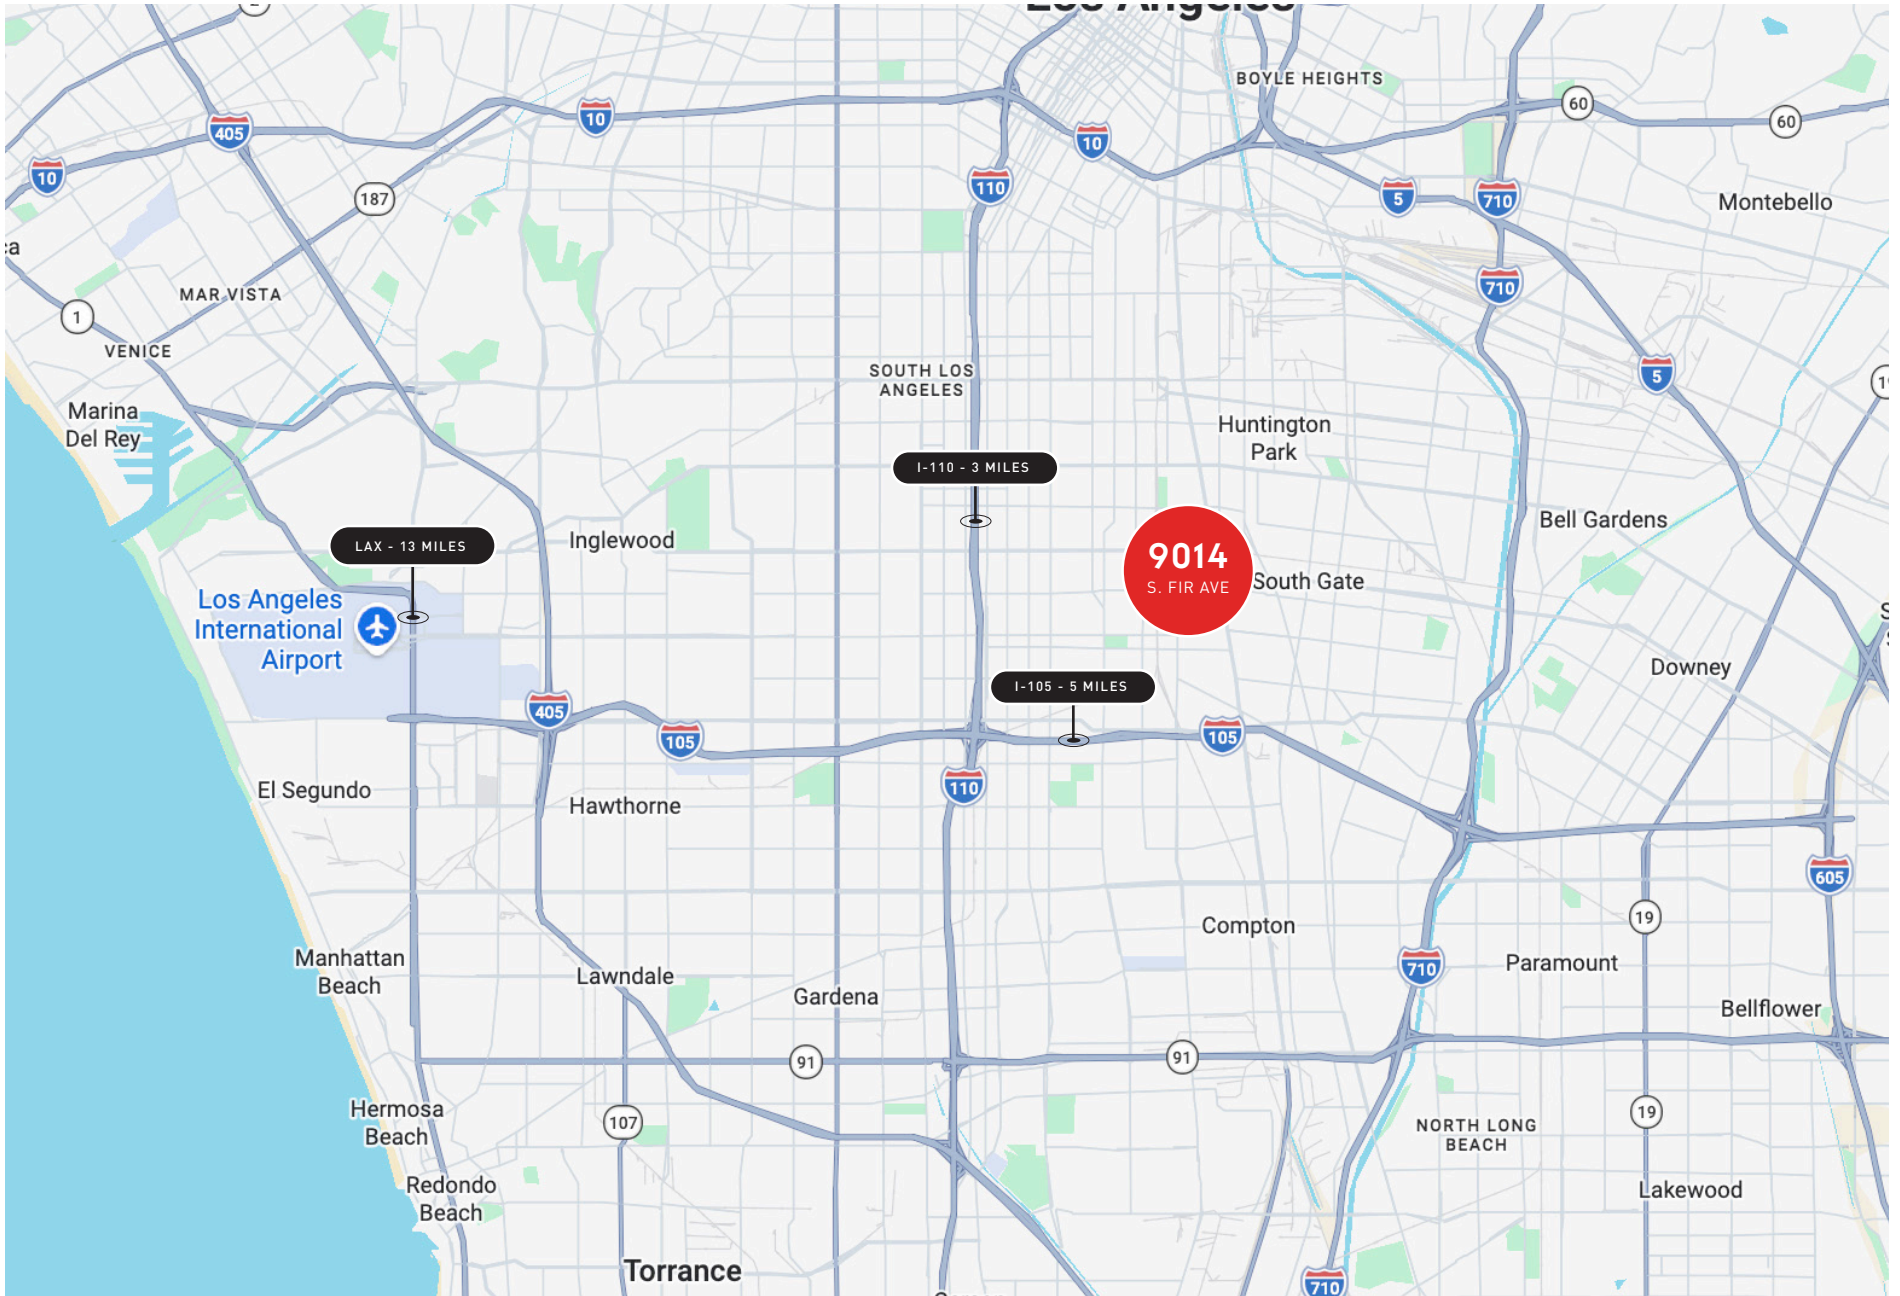 Los Angeles
2
BOYLE HEIGHTS
60
10
405
60
10
10
110
187
5
710
Montebello
ca
710
MAR VISTA
1
VENICE
SOUTH LOS
ANGELES
5
Marina
Del Rey
Huntington
Park
I-110 - 3 MILES
Bell Gardens
Inglewood
LAX - 13 MILES
9014
S. FIR AVE
South Gate
Los Angeles
International
Airport
Downey
I-105 - 5 MILES
405
105
105
110
El Segundo
Hawthorne
605
19
Compton
Manhattan
Beach
Lawndale
710
Paramount
Gardena
Bellflower
91
91
Hermosa
Beach
107
19
NORTH LONG
BEACH
Redondo
Beach
Lakewood
Torrance
710